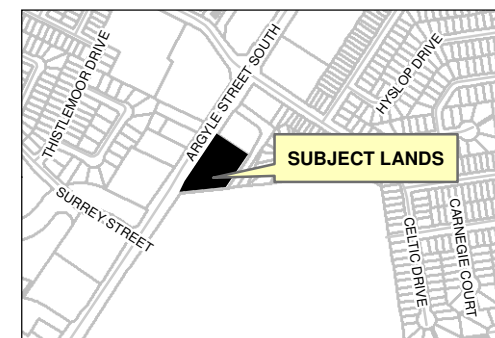 THISTLEMOOR DRIVE
ARGYLE STREET SOUTH
HYSLOP DRIVE
SUBJECT LANDS
SURREY STREET
CELTIC DRIVE
CARNEGIE COURT